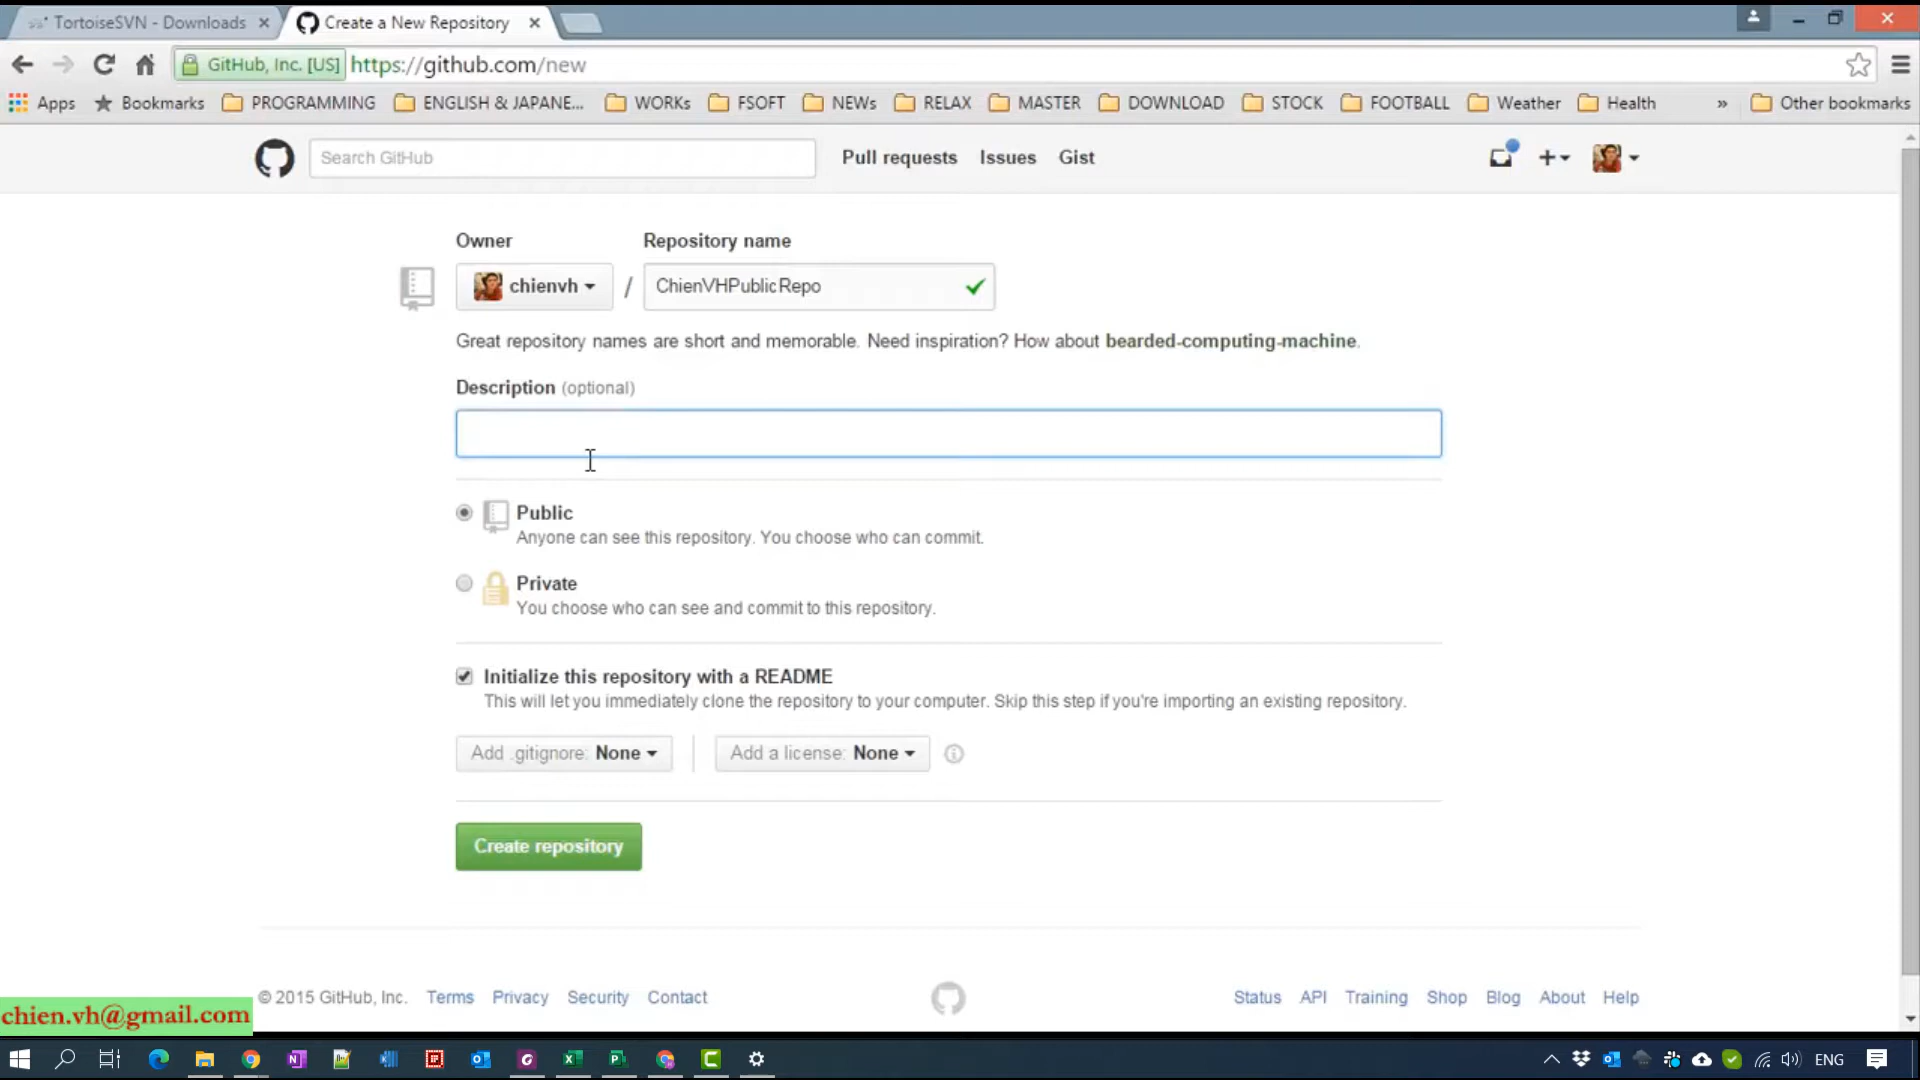 TortoiseSVN - Downloads
Create a New Repository
GitHub, Inc. [US] https://github.com/new
Apps Bookmarks PROGRAMMING ENGLISH & JAPANE... WORKs FSOFT NEWs RELAX MASTER DOWNLOAD STOCK FOOTBALL Weather Health » Other bookmarks
Search GitHub Pull requests Issues Gist
Owner Repository name
chienvh / ChienVHPublicRepo
Great repository names are short and memorable. Need inspiration? How about bearded-computing-machine.
Description (optional)
Public
Anyone can see this repository. You choose who can commit.
Private
You choose who can see and commit to this repository.
Initialize this repository with a README
This will let you immediately clone the repository to your computer. Skip this step if you're importing an existing repository.
Add .gitignore: None Add a license: None
Create repository
© 2015 GitHub, Inc. Terms Privacy Security Contact Status API Training Shop Blog About Help
chien.vh@gmail.com
ENG